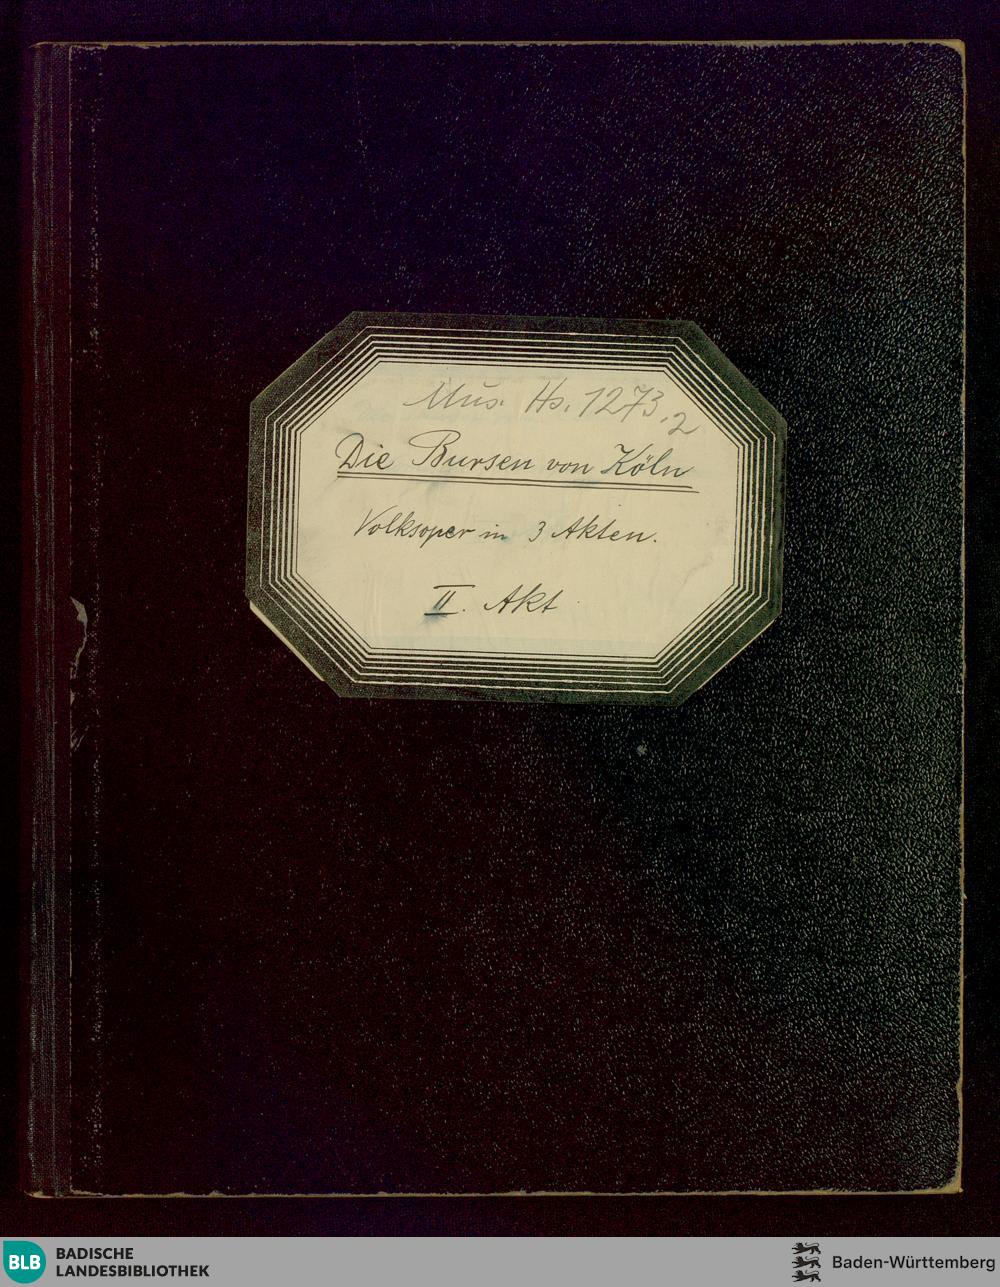 Mus. Hs. 1273,2
Die Bursen von Köln
Volksoper in 3 Akten.
II. Akt
BLB
BADISCHE
LANDESBIBLIOTHEK
Baden-Württemberg